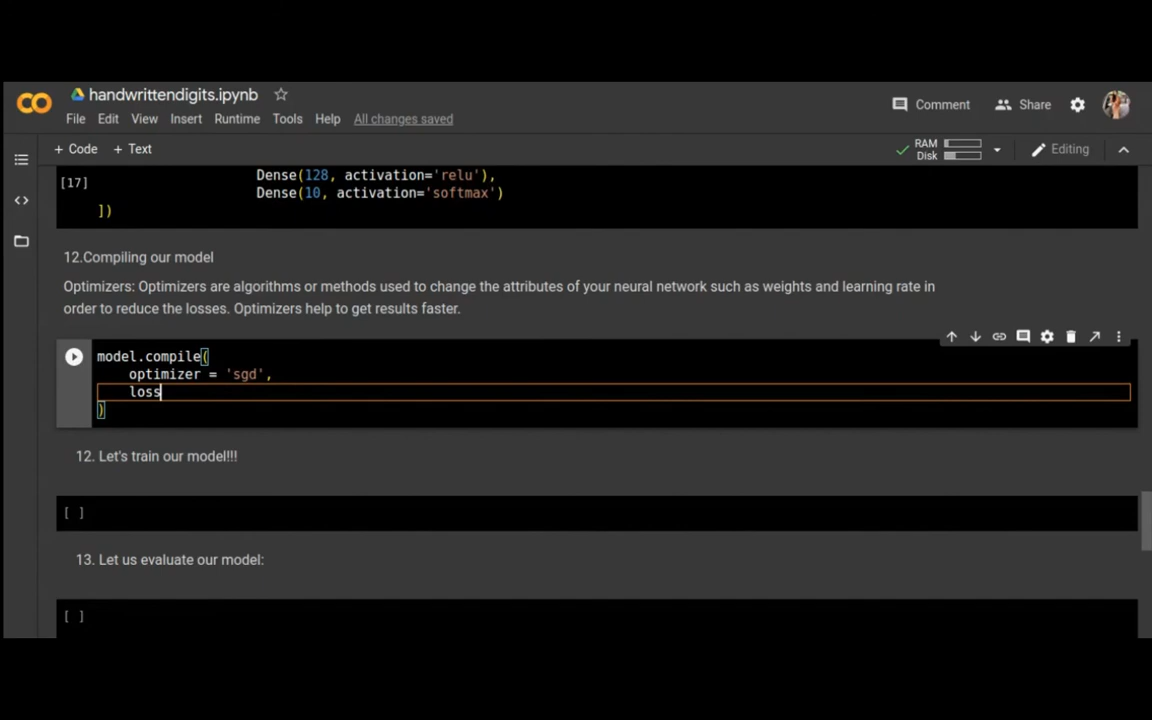 handwrittendigits.ipynb
Comment
Share
File Edit View Insert Runtime Tools Help All changes saved
+ Code + Text
RAM
Disk
Editing
[17]
Dense(128, activation='relu'),
Dense(10, activation='softmax')
])
12.Compiling our model
Optimizers: Optimizers are algorithms or methods used to change the attributes of your neural network such as weights and learning rate in
order to reduce the losses. Optimizers help to get results faster.
model.compile(
optimizer = 'sgd',
loss
)
12. Let's train our model!!!
[ ]
13. Let us evaluate our model:
[ ]